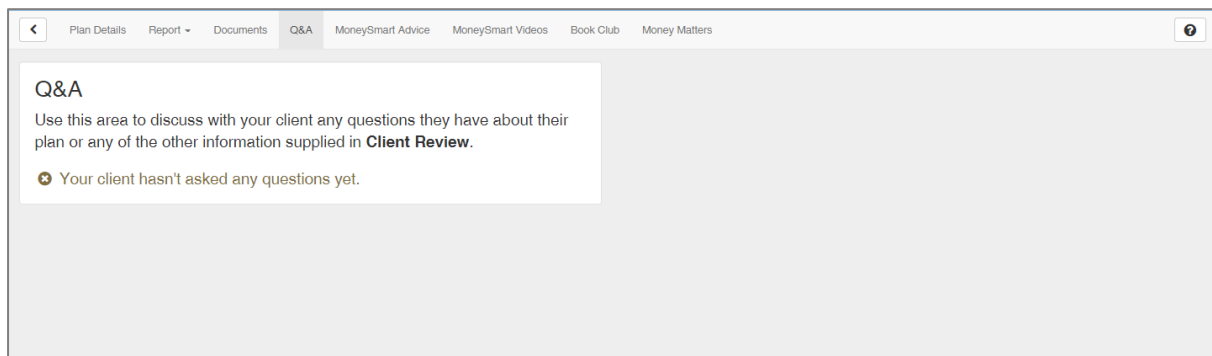 Plan Details Report Documents Q&A MoneySmart Advice MoneySmart Videos Book Club Money Matters
Q&A
Use this area to discuss with your client any questions they have about their
plan or any of the other information supplied in Client Review.
Your client hasn't asked any questions yet.